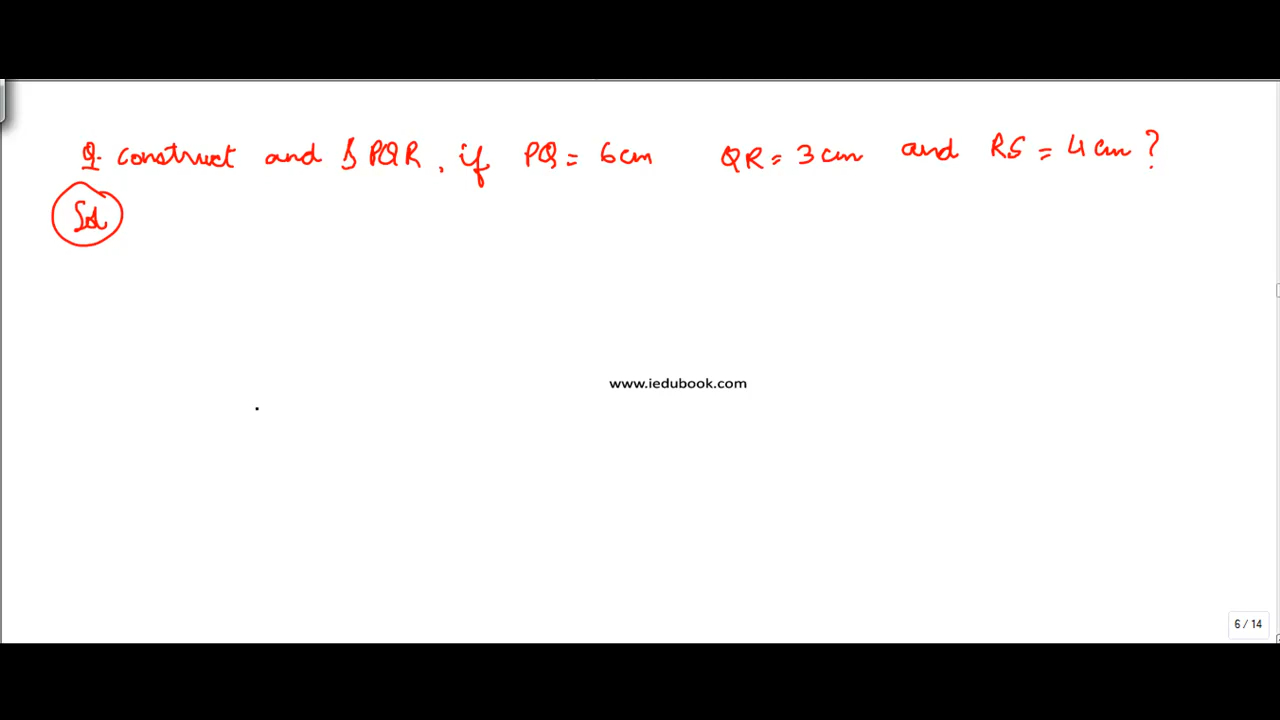 Q. construct and Δ PQR, if PQ = 6cm QR = 3cm and RS = 4cm?
Sol
www.iedubook.com
6 / 14